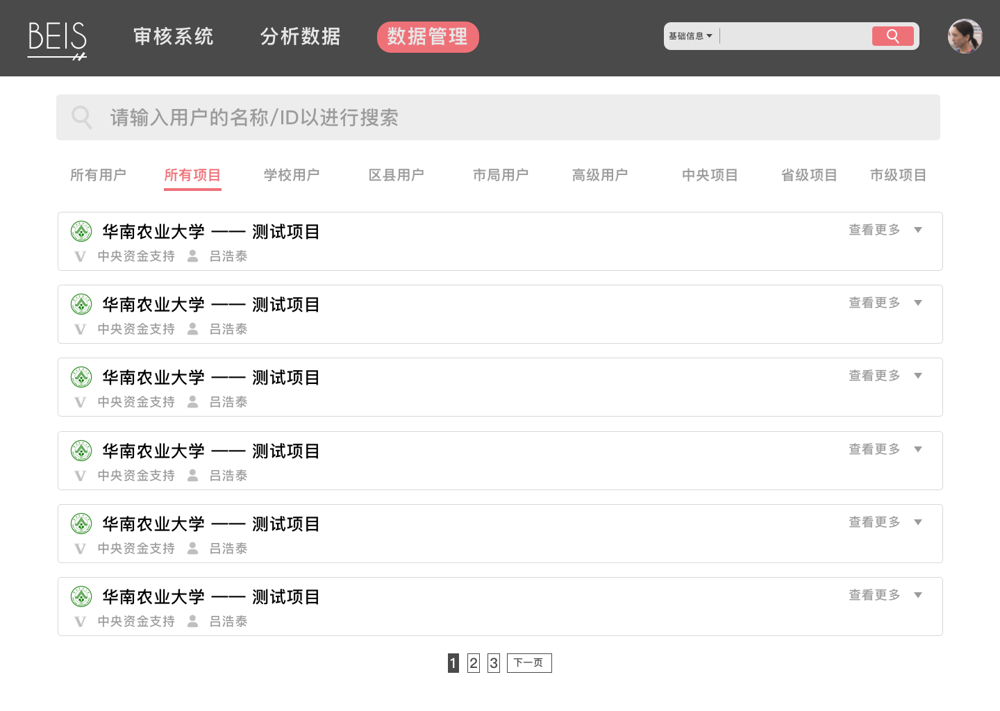 BEIS 审核系统 分析数据 数据管理 基础信息
请输入用户的名称/ID以进行搜索
所有用户 所有项目 学校用户 区县用户 市局用户 高级用户 中央项目 省级项目 市级项目
华南农业大学 —— 测试项目 查看更多
V 中央资金支持 吕浩泰
华南农业大学 —— 测试项目 查看更多
V 中央资金支持 吕浩泰
华南农业大学 —— 测试项目 查看更多
V 中央资金支持 吕浩泰
华南农业大学 —— 测试项目 查看更多
V 中央资金支持 吕浩泰
华南农业大学 —— 测试项目 查看更多
V 中央资金支持 吕浩泰
华南农业大学 —— 测试项目 查看更多
V 中央资金支持 吕浩泰
1 2 3 下一页